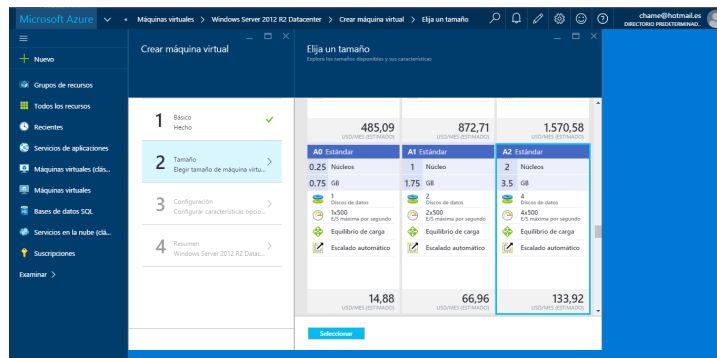 Microsoft Azure
Máquinas virtuales > Windows Server 2012 R2 Datacenter > Crear máquina virtual > Elija un tamaño
chame@hotmail.es
DIRECTORIO PREDETERMINAD...
Nuevo
Grupos de recursos
Todos los recursos
Recientes
Servicios de aplicaciones
Máquinas virtuales (clás...
Máquinas virtuales
Bases de datos SQL
Servicios en la nube (clá...
Suscripciones
Examinar >
Crear máquina virtual
1
Básico
Hecho
2
Tamaño
Elegir tamaño de máquina virtu...
3
Configuración
Configurar características opcio...
4
Resumen
Windows Server 2012 R2 Datac...
Elija un tamaño
Explore los tamaños disponibles y sus características
485,09
USD/MES (ESTIMADO)
872,71
USD/MES (ESTIMADO)
1.570,58
USD/MES (ESTIMADO)
A0 Estándar
0.25 Núcleos
0.75 GB
1
Discos de datos
1x500
E/S máxima por segundo
Equilibrio de carga
Escalado automático
14,88
USD/MES (ESTIMADO)
A1 Estándar
1 Núcleo
1.75 GB
2
Discos de datos
2x500
E/S máxima por segundo
Equilibrio de carga
Escalado automático
66,96
USD/MES (ESTIMADO)
A2 Estándar
2 Núcleos
3.5 GB
4
Discos de datos
4x500
E/S máxima por segundo
Equilibrio de carga
Escalado automático
133,92
USD/MES (ESTIMADO)
Seleccionar